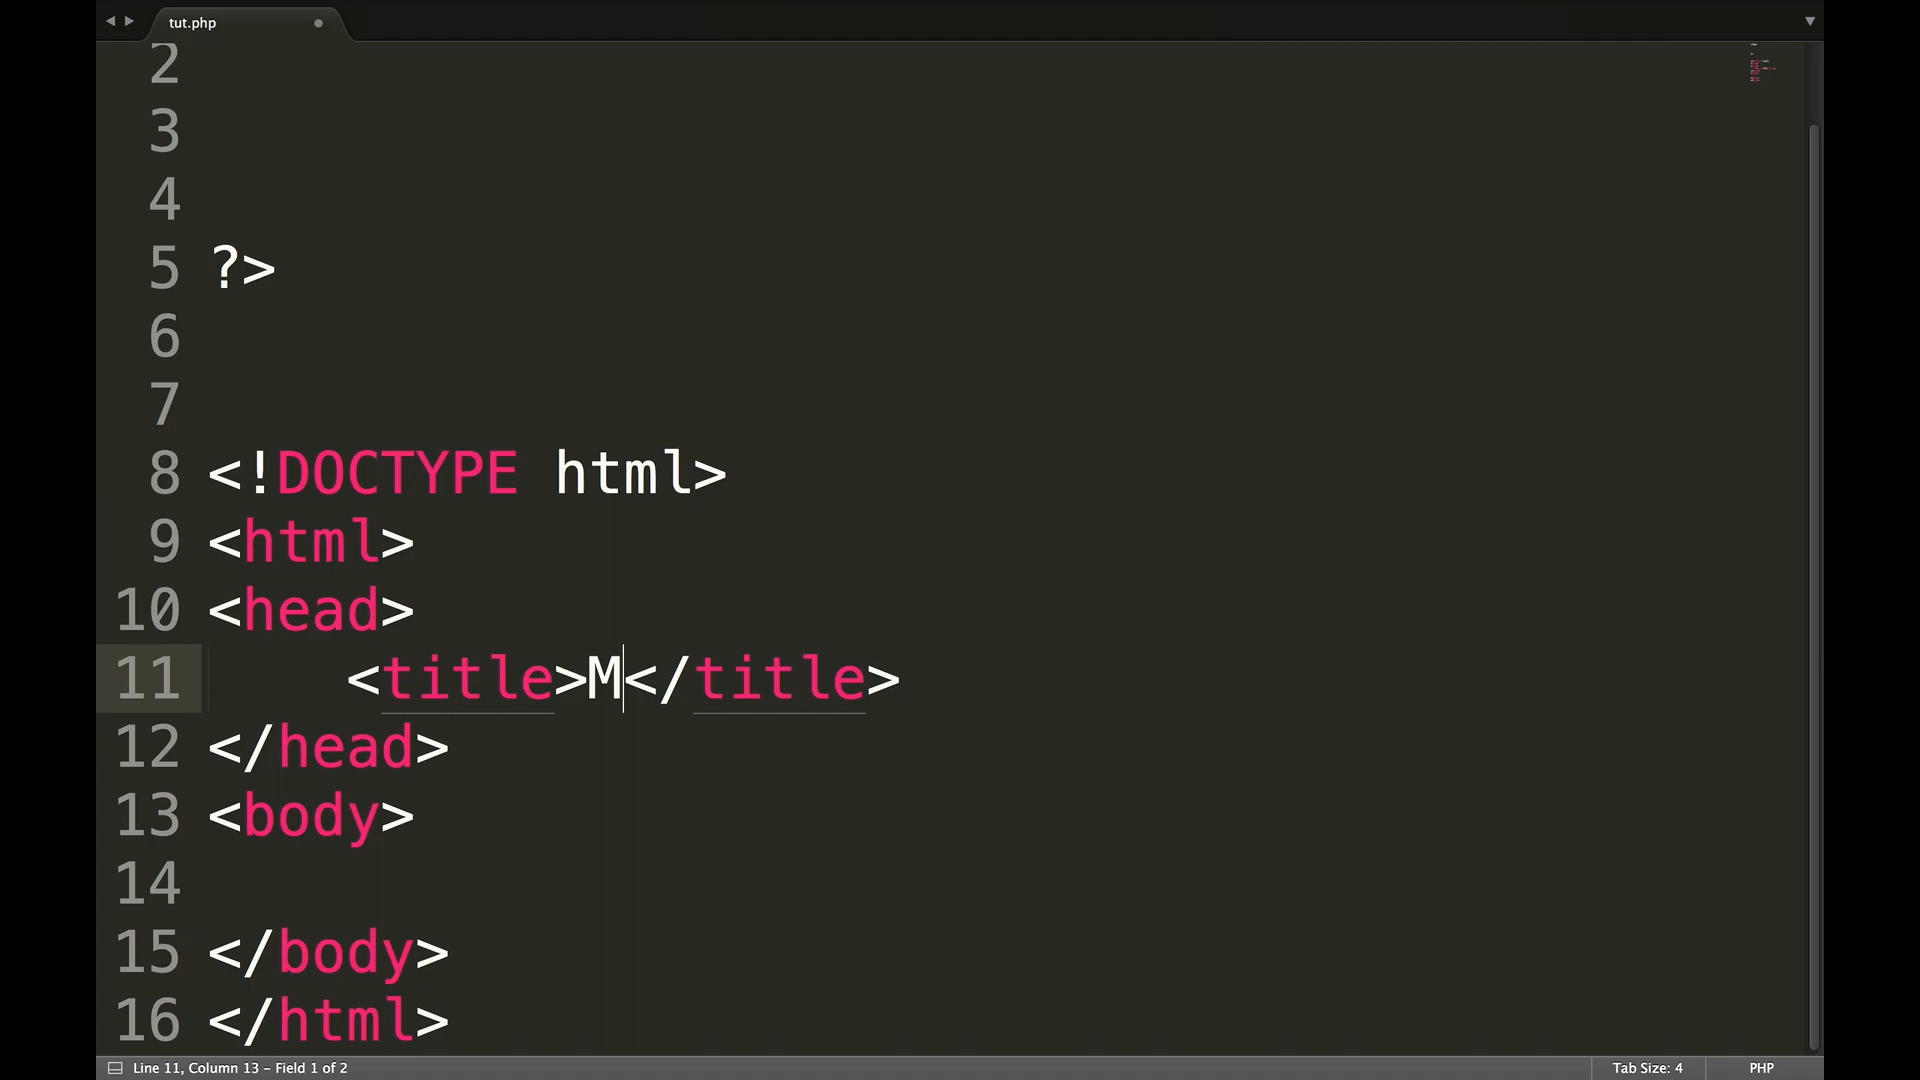 tut.php
2
3
4
5 ?>
6
7
8 <!DOCTYPE html>
9 <html>
10 <head>
11 <title>M</title>
12 </head>
13 <body>
14
15 </body>
16 </html>
Line 11, Column 13 – Field 1 of 2 Tab Size: 4 PHP